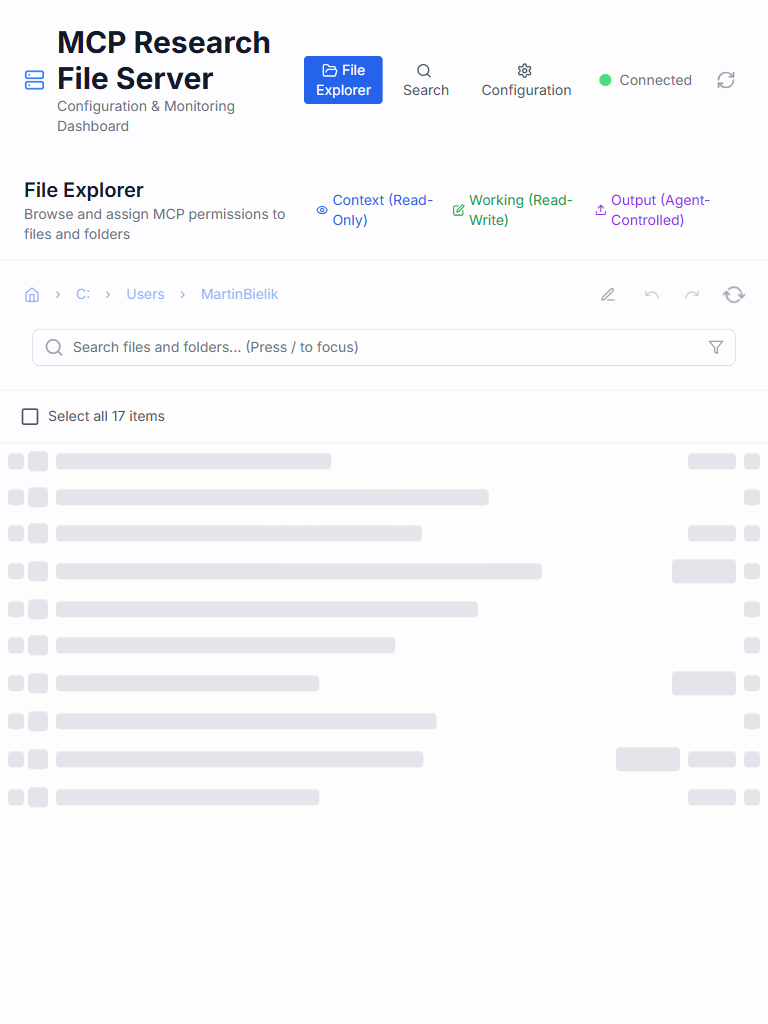 MCP Research
File Server
Configuration & Monitoring
Dashboard
File
Explorer
Search
Configuration
Connected
File Explorer
Browse and assign MCP permissions to
files and folders
Context (Read-
Only)
Working (Read-
Write)
Output (Agent-
Controlled)
C:
Users
MartinBielik
Search files and folders... (Press / to focus)
Select all 17 items